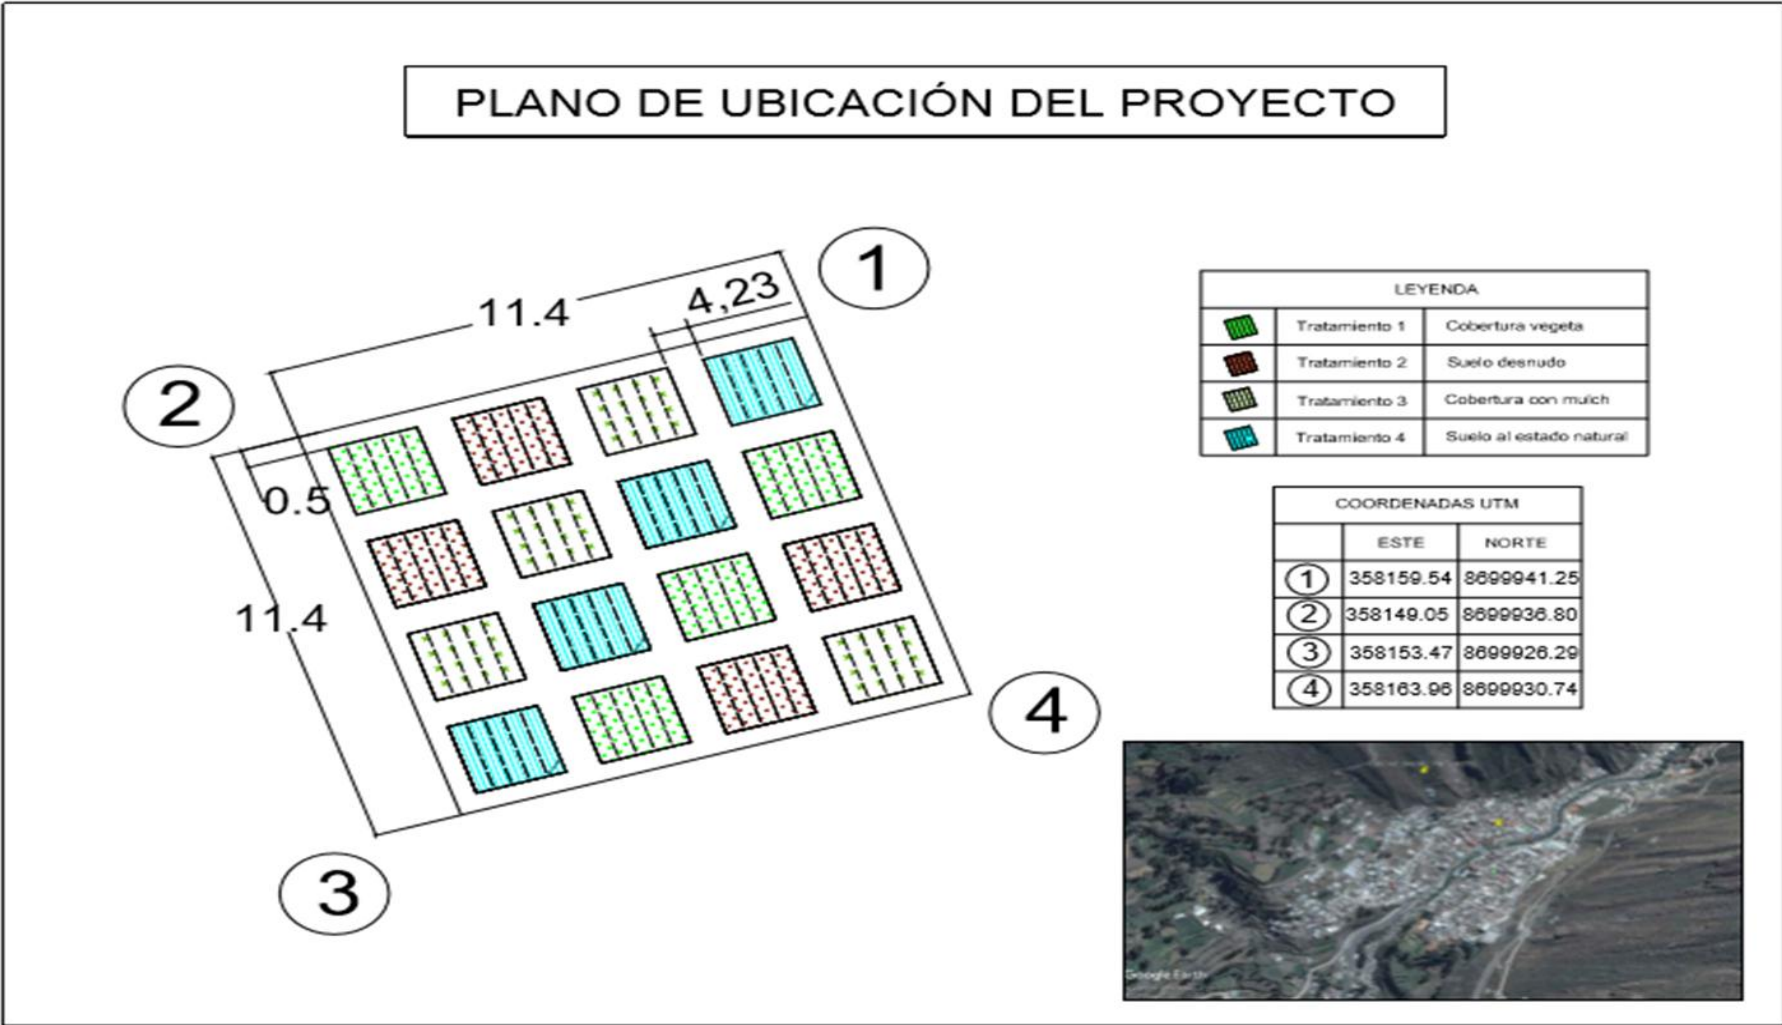 PLANO DE UBICACIÓN DEL PROYECTO
1
11.4
4,23
2
0.5
11.4
4
3
LEYENDA
Tratamiento 1 Cobertura vegeta
Tratamiento 2 Suelo desnudo
Tratamiento 3 Cobertura con mulch
Tratamiento 4 Suelo al estado natural
COORDENADAS UTM
ESTE NORTE
1 358159.54 8699941.25
2 358149.05 8699936.80
3 358153.47 8699926.29
4 358163.96 8699930.74
Google Earth